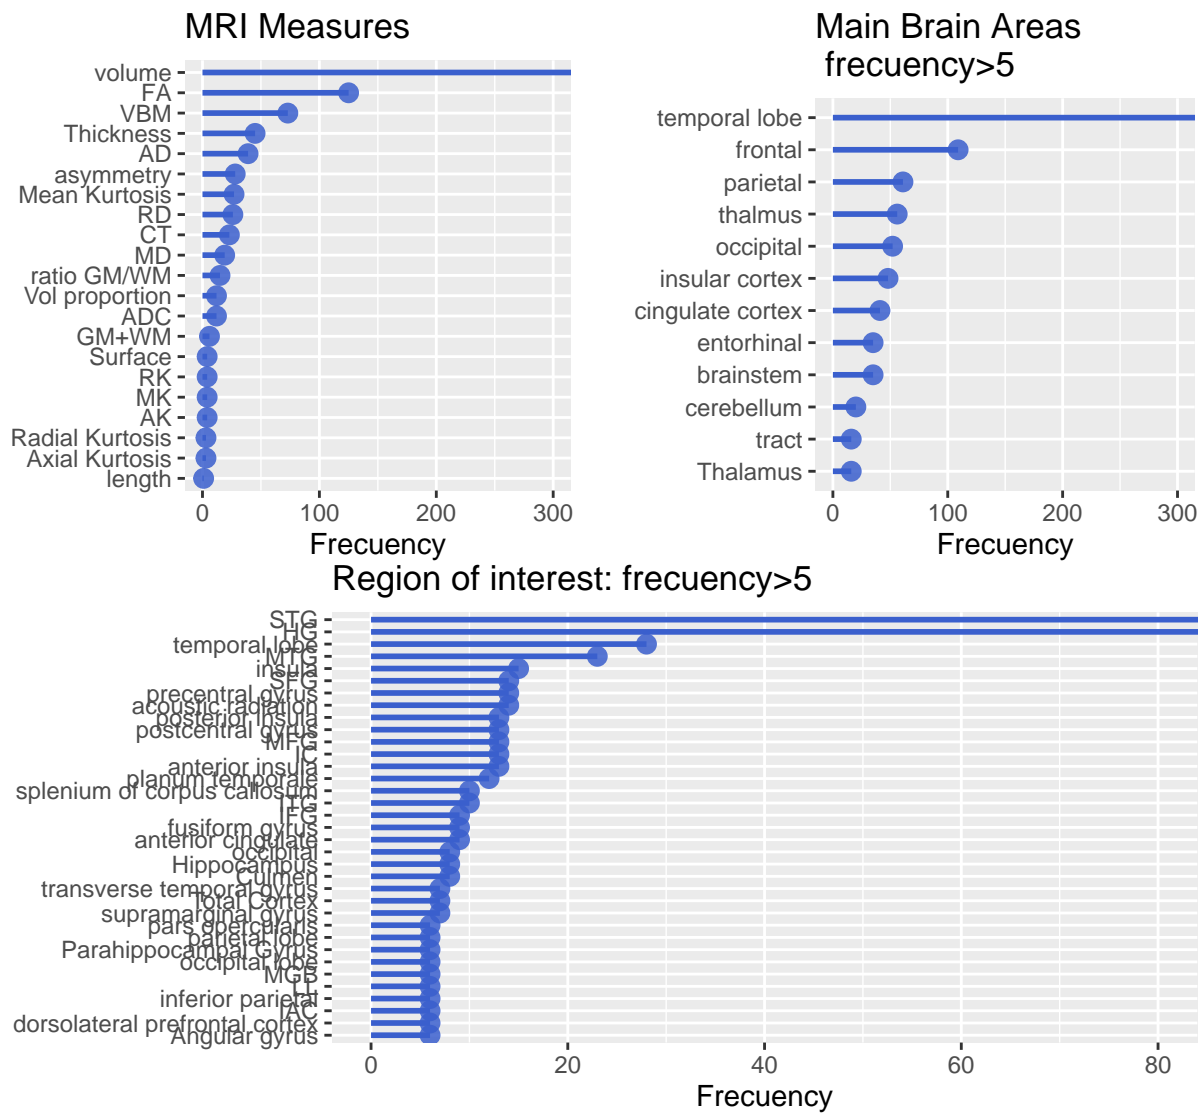 MRI Measures
volume
FA
VBM
Thickness
AD
asymmetry
Mean Kurtosis
RD
CT
MD
ratio GM/WM
Vol proportion
ADC
GM+WM
Surface
RK
MK
AK
Radial Kurtosis
Axial Kurtosis
length
0 100 200 300
Frecuency
Main Brain Areas
frecuency>5
temporal lobe
frontal
parietal
thalmus
occipital
insular cortex
cingulate cortex
entorhinal
brainstem
cerebellum
tract
Thalamus
0 100 200 300
Frecuency
Region of interest: frecuency>5
STG
HG
temporal lobe
MTG
insula
SFG
precentral gyrus
acoustic radiation
posterior insula
postcentral gyrus
MFG
IC
anterior insula
planum temporale
splenium of corpus callosum
ITG
IFG
fusiform gyrus
anterior cingulate
occipital
Hippocampus
Culmen
transverse temporal gyrus
Total Cortex
supramarginal gyrus
pars opercularis
parietal lobe
Parahippocampal Gyrus
occipital lobe
MGB
LL
inferior parietal
IAC
dorsolateral prefrontal cortex
Angular gyrus
0 20 40 60 80
Frecuency